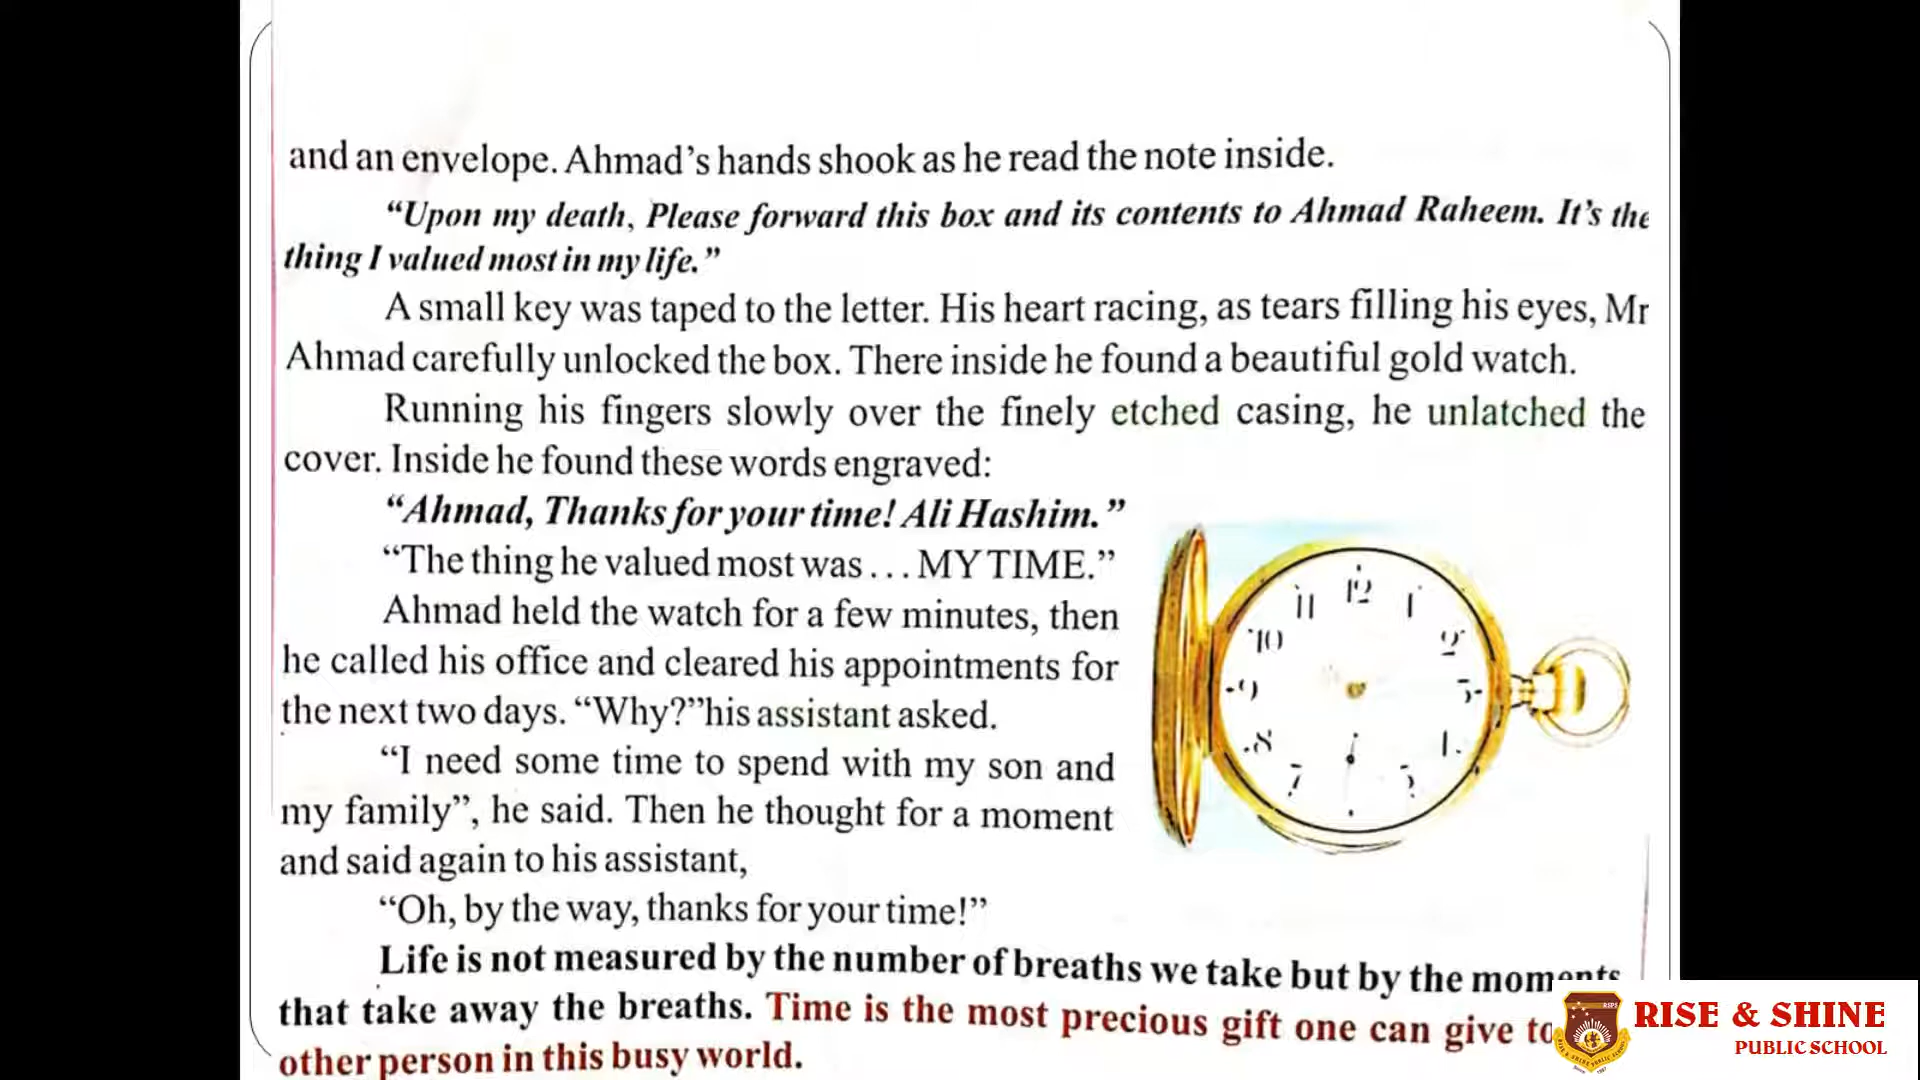 and an envelope. Ahmad’s hands shook as he read the note inside.
“Upon my death, Please forward this box and its contents to Ahmad Raheem. It’s the
thing I valued most in my life.”
A small key was taped to the letter. His heart racing, as tears filling his eyes, Mr
Ahmad carefully unlocked the box. There inside he found a beautiful gold watch.
Running his fingers slowly over the finely etched casing, he unlatched the
cover. Inside he found these words engraved:
“Ahmad, Thanks for your time! Ali Hashim.”
“The thing he valued most was . . . MY TIME.”
Ahmad held the watch for a few minutes, then
he called his office and cleared his appointments for
the next two days. “Why?”his assistant asked.
“I need some time to spend with my son and
my family”, he said. Then he thought for a moment
and said again to his assistant,
“Oh, by the way, thanks for your time!”
Life is not measured by the number of breaths we take but by the moments
that take away the breaths. Time is the most precious gift one can give to
other person in this busy world.
12
1
2
11
10
9
8
7
RISE & SHINE
PUBLIC SCHOOL